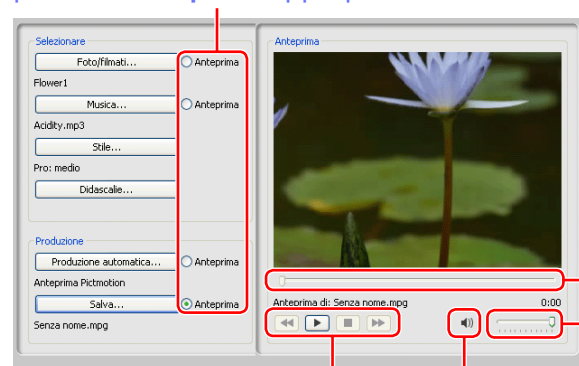 Selezionare
Foto/filmati...
Anteprima
Flower1
Musica...
Anteprima
Acidity.mp3
Stile...
Pro: medio
Didascalie...
Produzione
Produzione automatica...
Anteprima
Anteprima Pictmotion
Salva...
Anteprima
Senza nome.mpg
Anteprima
Anteprima di: Senza nome.mpg
0:00